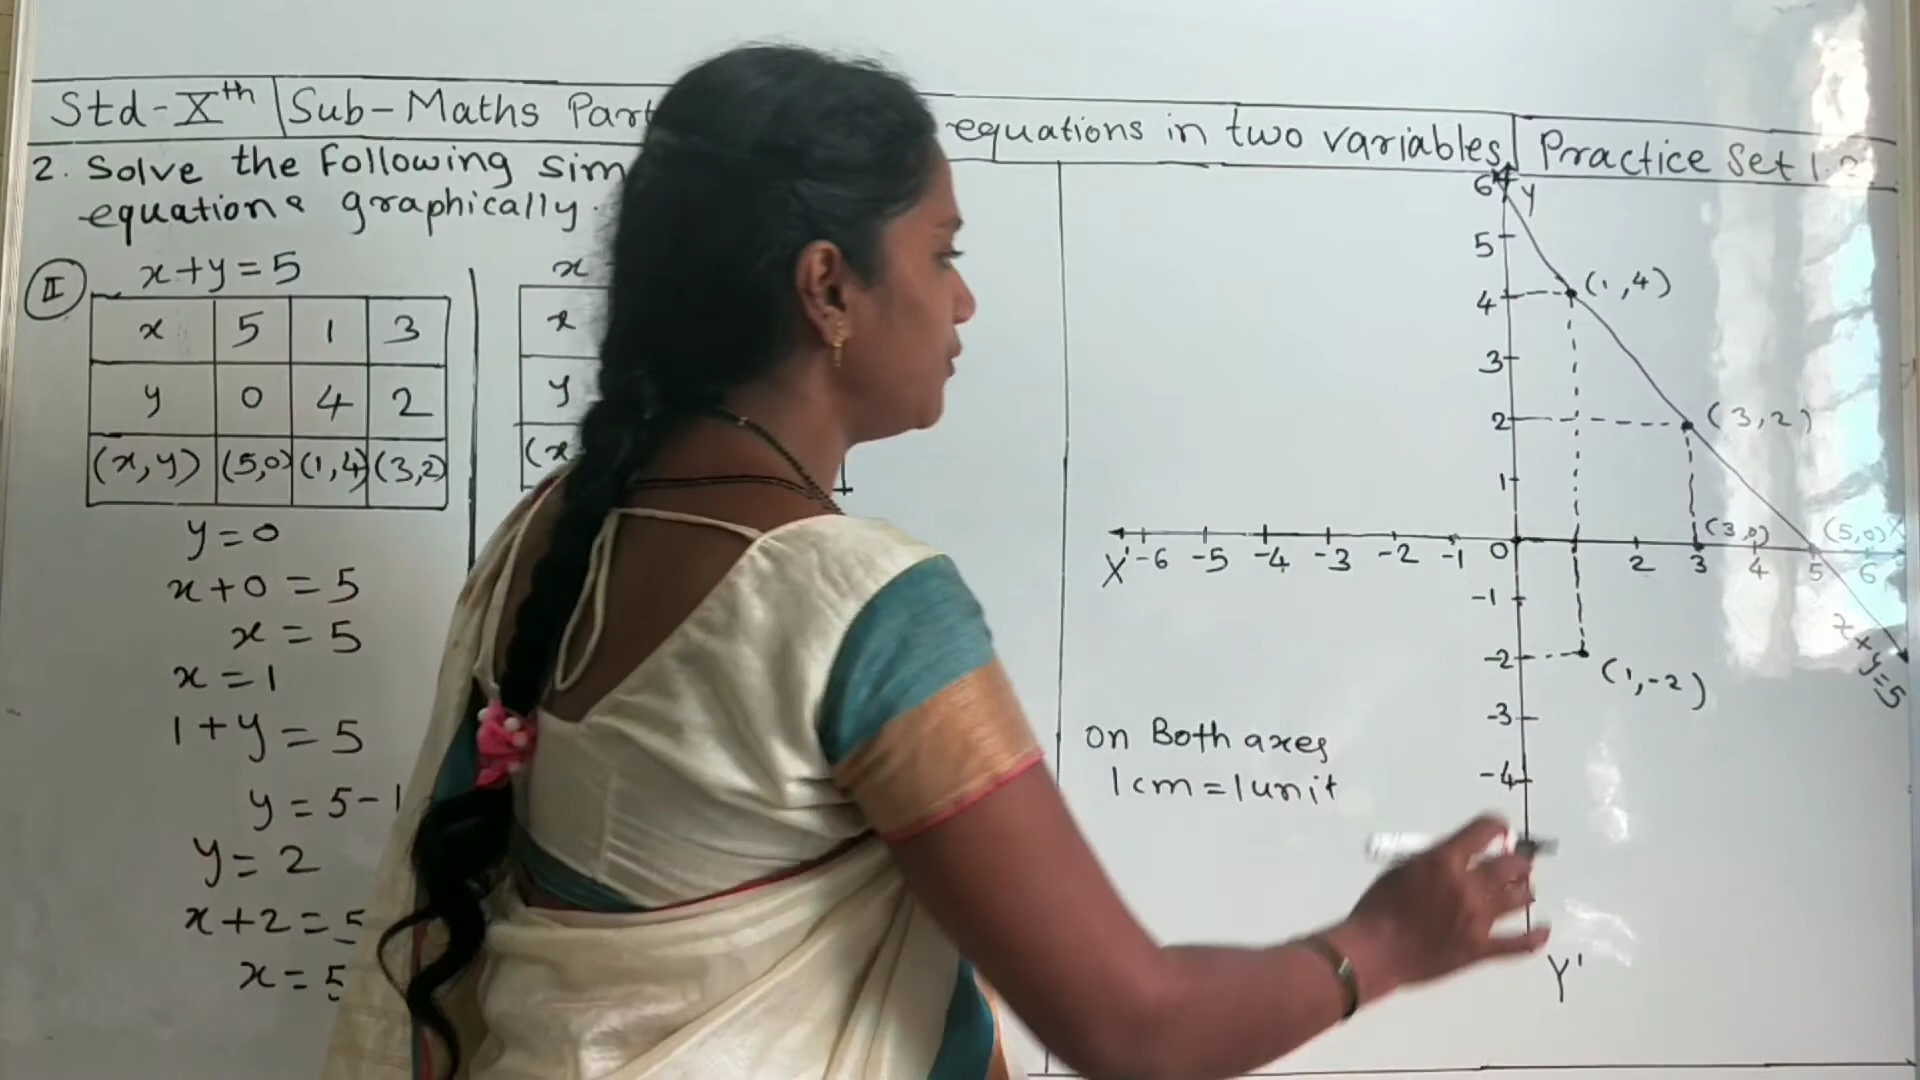 Std-Xth Sub-Maths Part equations in two variables Practice Set 1.2
2. Solve the Following sim
equations graphically.
II x+y=5
x 5 1 3
y 0 4 2
(x,y) (5,0) (1,4) (3,2)
y=0
x+0=5
x=5
x=1
1+y=5
y=5-1
y=2
x+2=5
x=5
x
x
y
(x
6 Y
5
4 (1,4)
3
2 (3,2)
1
(3,0) (5,0) X
X' -6 -5 -4 -3 -2 -1 0 2 3 4 5 6
-1
x+y=5
-2 (1,-2)
-3
-4
on Both axes
1cm=1unit
Y'